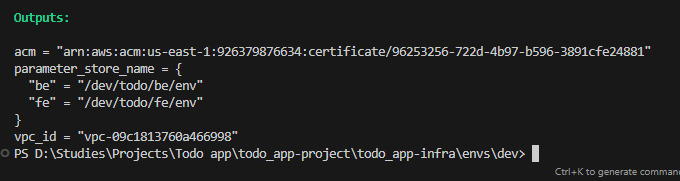 Outputs:
acm = "arn:aws:acm:us-east-1:926379876634:certificate/96253256-722d-4b97-b596-3891cfe24881"
parameter_store_name = {
  "be" = "/dev/todo/be/env"
  "fe" = "/dev/todo/fe/env"
}
vpc_id = "vpc-09c1813760a466998"
PS D:\Studies\Projects\Todo app\todo_app-project\todo_app-infra\envs\dev>
Ctrl+K to generate comman